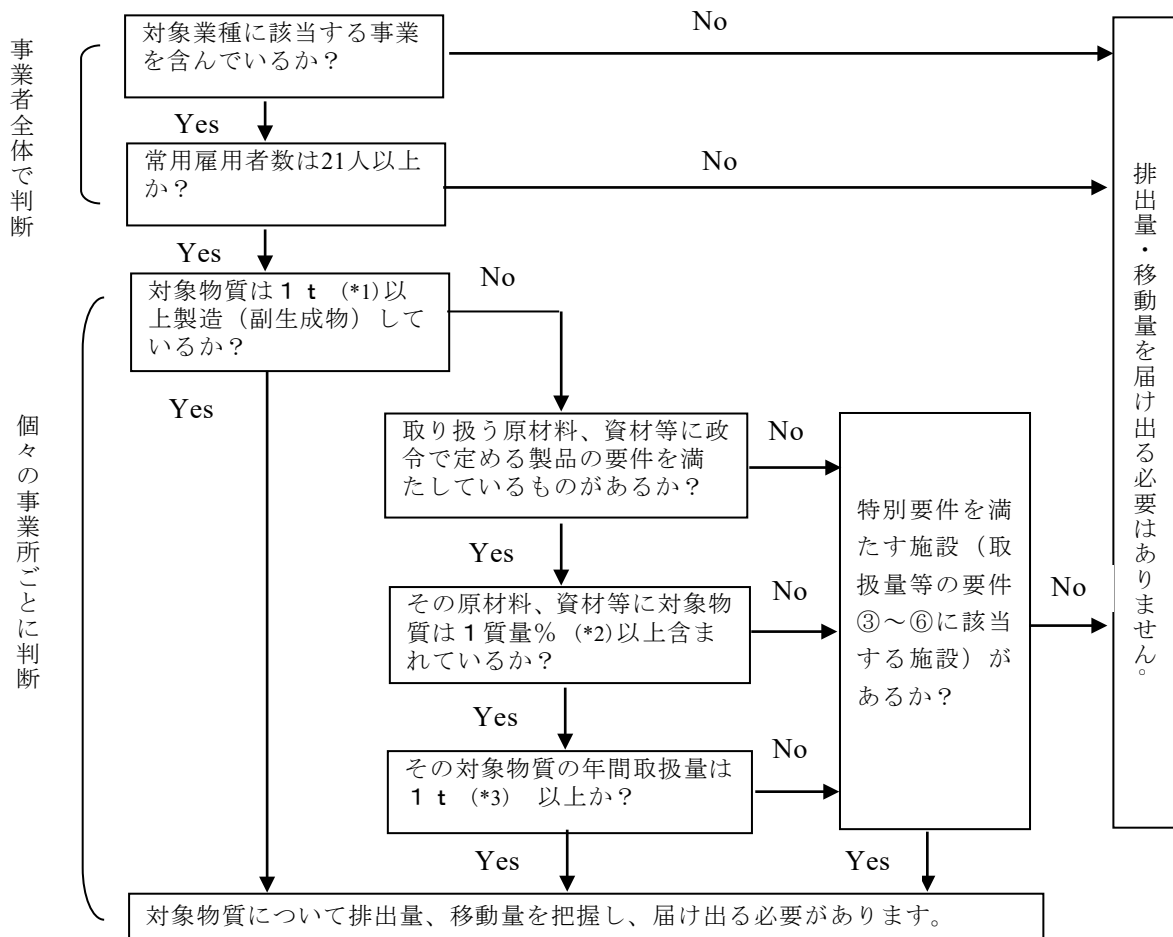 事業者全体で判断
対象業種に該当する事業
を含んでいるか?
No
Yes
常用雇用者数は21人以上
か?
No
Yes
個々の事業所ごとに判断
対象物質は1t (*1)以
上製造(副生成物)して
いるか?
No
Yes
取り扱う原材料、資材等に政
令で定める製品の要件を満
たしているものがあるか?
No
Yes
その原材料、資材等に対象物
質は1質量% (*2)以上含ま
れているか?
No
Yes
その対象物質の年間取扱量は
1t (*3) 以上か?
No
Yes
特別要件を満
たす施設(取
扱量等の要件
③~⑥に該当
する施設)が
あるか?
No
Yes
排出量・移動量を届け出る必要はありません。
対象物質について排出量、移動量を把握し、届け出る必要があります。